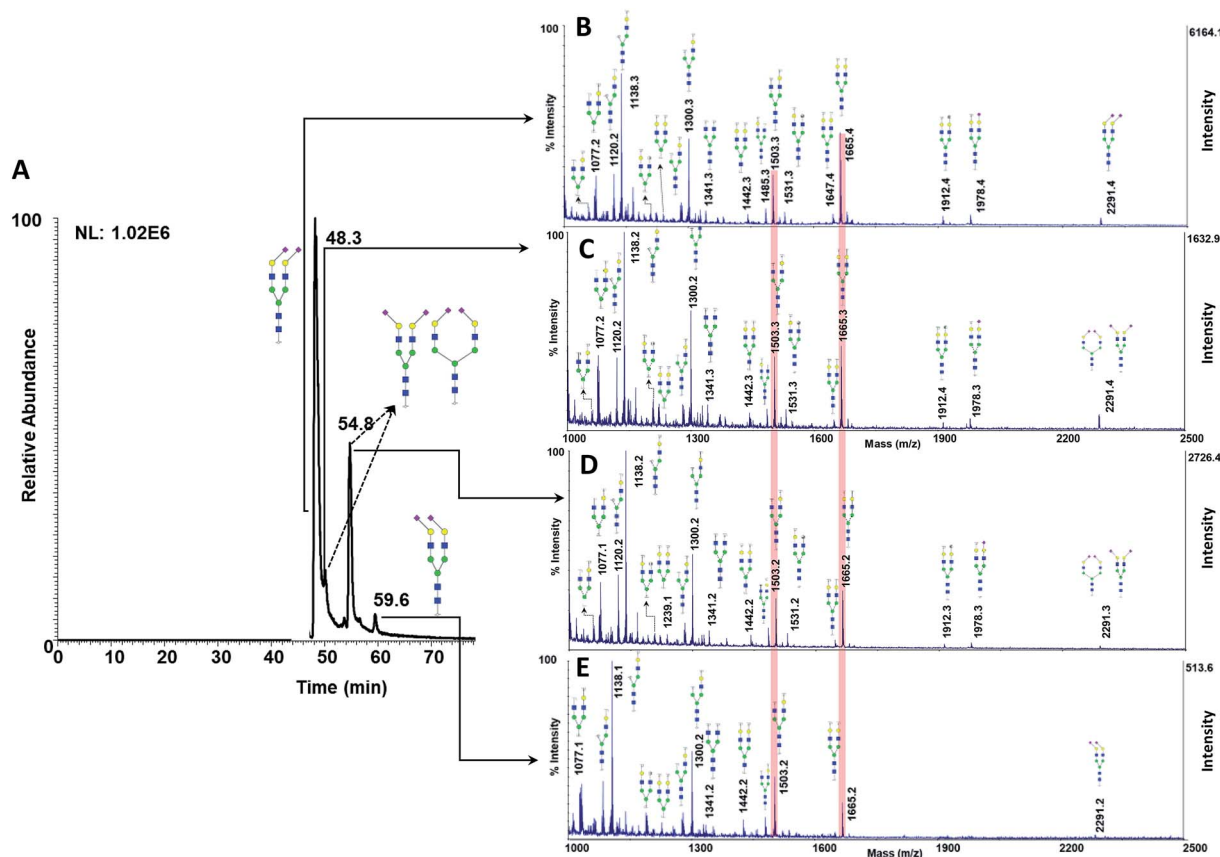 A
100
NL: 1.02E6
48.3
54.8
59.6
Relative Abundance
0
0 10 20 30 40 50 60 70
Time (min)
B
100
6164.1
% Intensity
Intensity
1077.2
1120.2
1138.3
1300.3
1341.3
1442.3
1485.3
1503.3
1531.3
1647.4
1665.4
1912.4
1978.4
2291.4
2500
C
100
1632.9
% Intensity
Intensity
1077.2
1120.2
1138.2
1300.2
1341.3
1442.3
1503.3
1531.3
1665.3
1912.4
1978.3
2291.4
1000 1300 1600 1900 2200 2500
Mass (m/z)
D
100
2726.4
% Intensity
Intensity
1077.1
1120.2
1138.2
1239.1
1300.2
1341.2
1442.2
1503.2
1531.2
1665.2
1912.3
1978.3
2291.3
2500
E
100
513.6
% Intensity
Intensity
1077.1
1138.1
1300.2
1341.2
1442.2
1503.2
1665.2
2291.2
1000 1300 1600 1900 2200 2500
Mass (m/z)